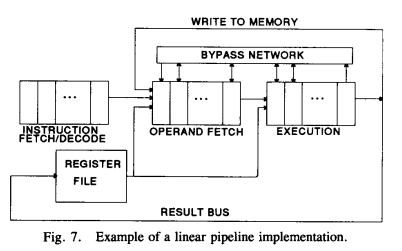 WRITE TO MEMORY
BYPASS NETWORK
...
...
...
INSTRUCTION
FETCH/DECODE
OPERAND FETCH
EXECUTION
REGISTER
FILE
RESULT BUS
Fig. 7. Example of a linear pipeline implementation.